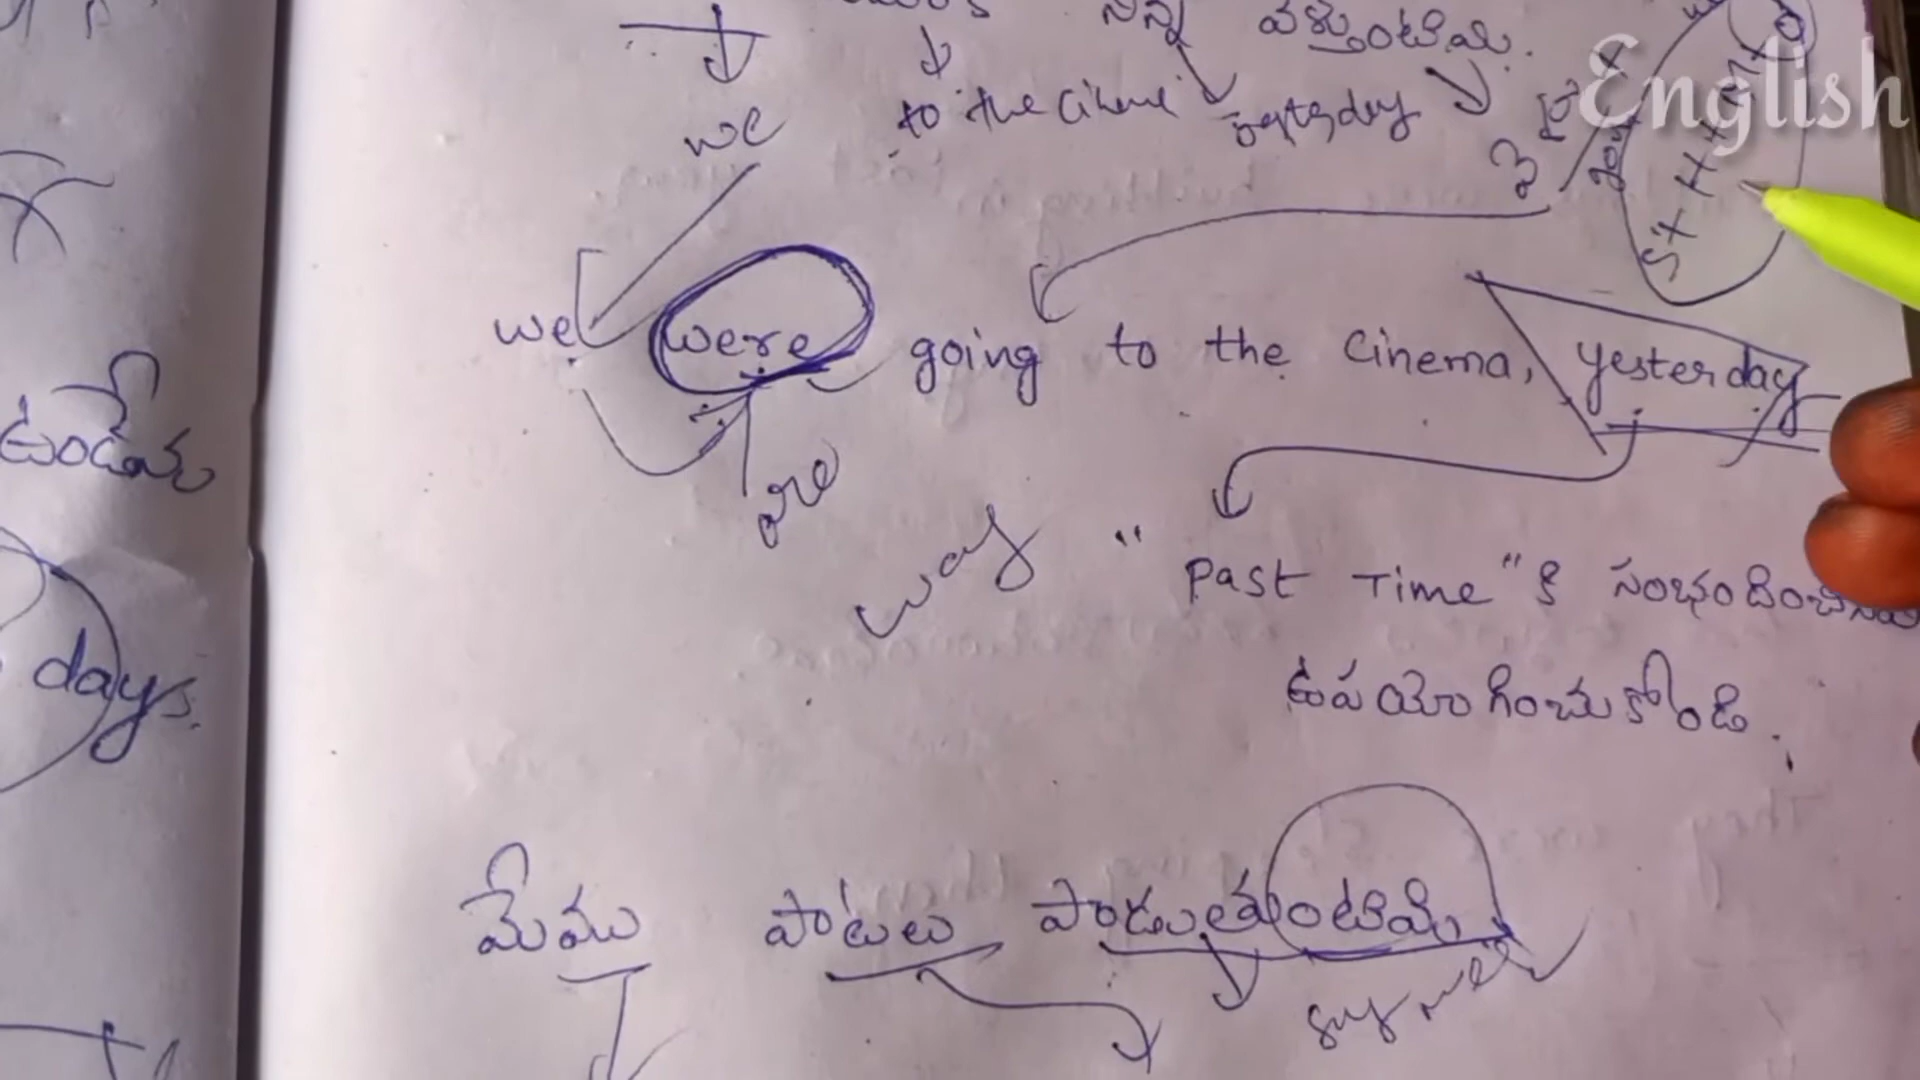 నిన్న వెళ్తుంటిమి.
English
we to the cinema yesterday
we were going to the cinema, yesterday
are
way
"Past Time" కి సంభందించిన
ఉపయోగించుకోండి.
ఉండేను
days.
మేము పాటలు పాడుతుంటిమి